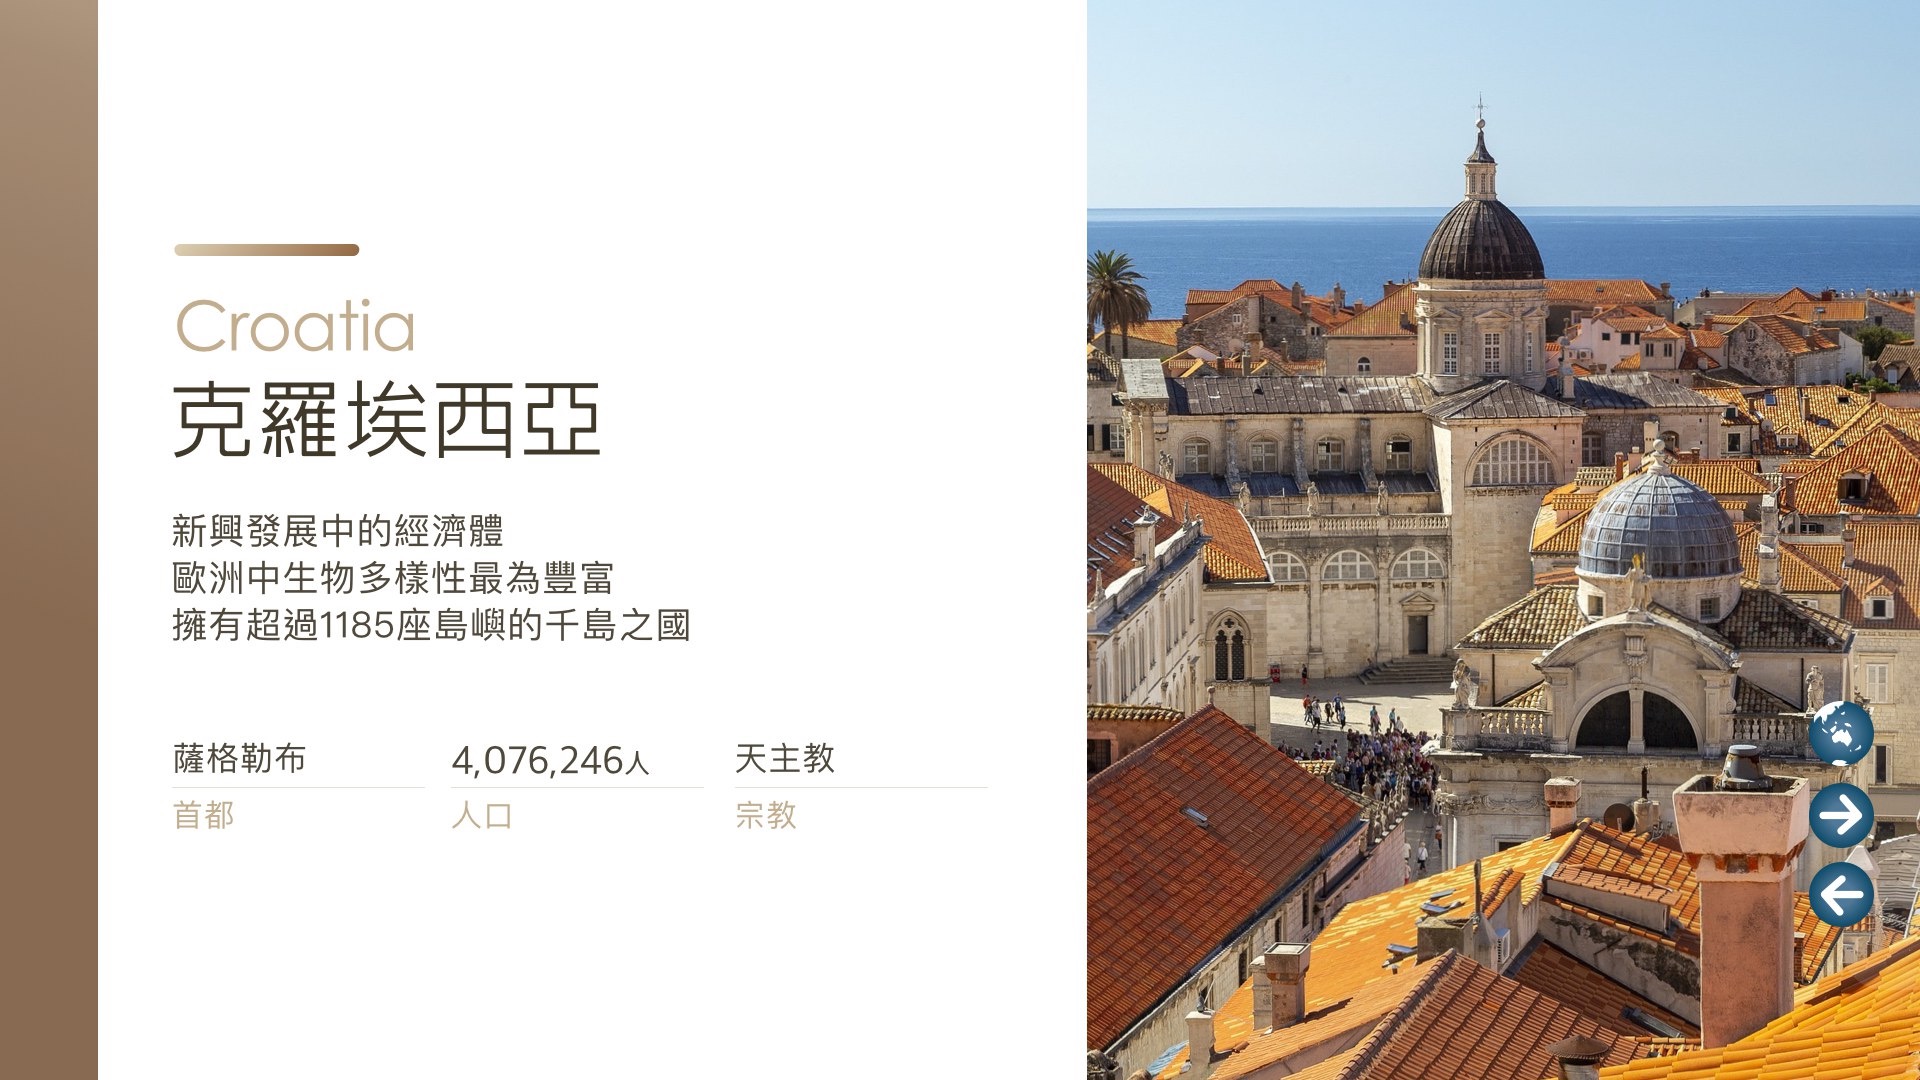 Croatia
克羅埃西亞
新興發展中的經濟體
歐洲中生物多樣性最為豐富
擁有超過1185座島嶼的千島之國
薩格勒布
首都
4,076,246人
人口
天主教
宗教